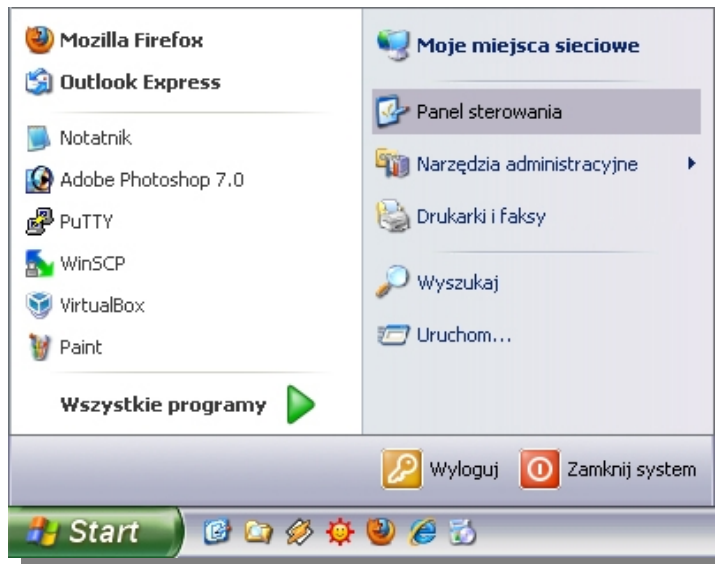 Mozilla Firefox
Outlook Express
Notatnik
Adobe Photoshop 7.0
PuTTY
WinSCP
VirtualBox
Paint
Wszystkie programy
Moje miejsca sieciowe
Panel sterowania
Narzędzia administracyjne
Drukarki i faksy
Wyszukaj
Uruchom...
Wyloguj
Zamknij system
Start